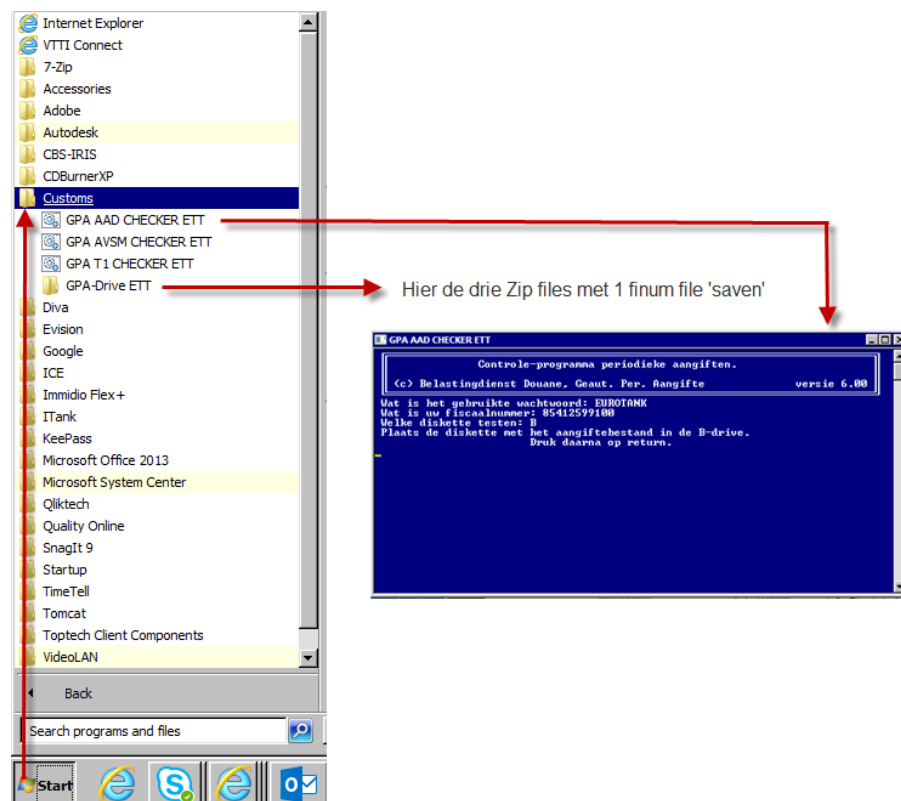 Internet Explorer
VTTI Connect
7-Zip
Accessories
Adobe
Autodesk
CBS-IRIS
CDBurnerXP
Customs
GPA AAD CHECKER ETT
GPA AVSM CHECKER ETT
GPA T1 CHECKER ETT
GPA-Drive ETT
Diva
Evision
Google
ICE
Immidio Flex+
ITank
KeePass
Microsoft Office 2013
Microsoft System Center
Qliktech
Quality Online
SnagIt 9
Startup
TimeTell
Tomcat
Toptech Client Components
VideoLAN
Back
Search programs and files
Start
Hier de drie Zip files met 1 finum file 'saven'
GPA AAD CHECKER ETT
Controle-programma periodieke aangiften.
(c) Belastingdienst Douane, Geaut. Per. Aangifte versie 6.00
Wat is het gebruikte wachtwoord: EUROTANK
Wat is uw fiscaalnummer: 85412599100
Welke diskette testen: B
Plaats de diskette met het aangiftebestand in de B-drive.
Druk daarna op return.